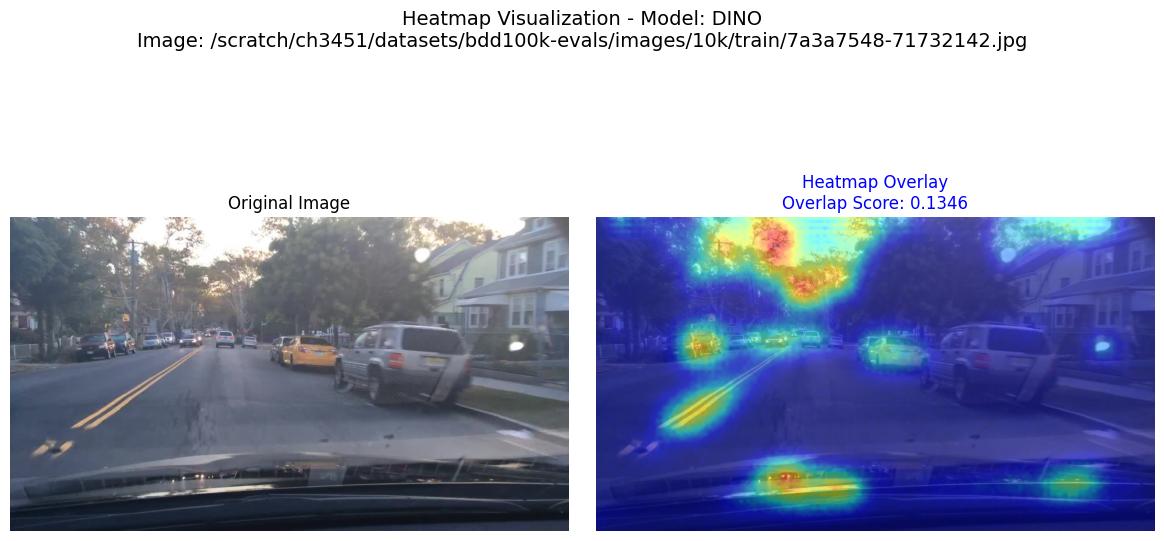 Heatmap Visualization - Model: DINO
Image: /scratch/ch3451/datasets/bdd100k-evals/images/10k/train/7a3a7548-71732142.jpg
Original Image
Heatmap Overlay
Overlap Score: 0.1346